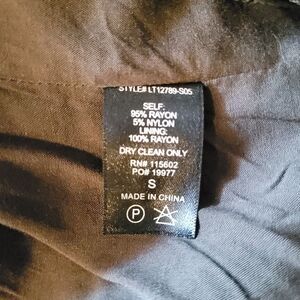 STYLE# LT12789-S05
SELF:
95% RAYON
5% NYLON
LINING:
100% RAYON
DRY CLEAN ONLY
RN# 115602
PO# 19977
S
MADE IN CHINA
P